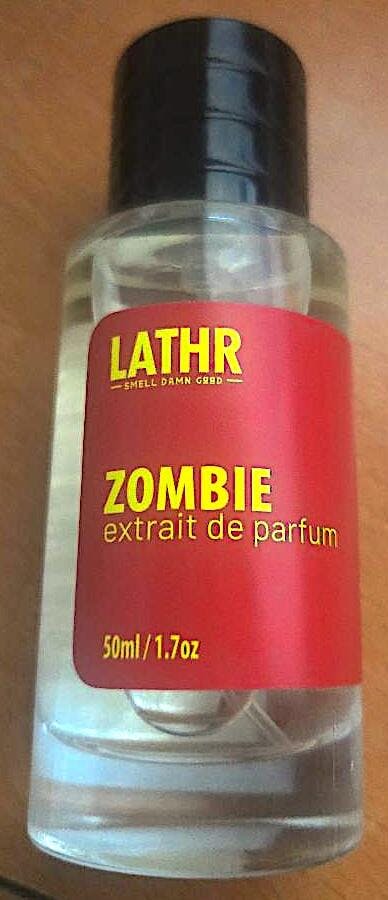 LATHR
SMELL DAMN GOOD
ZOMBIE
extrait de parfum
50ml / 1.7oz